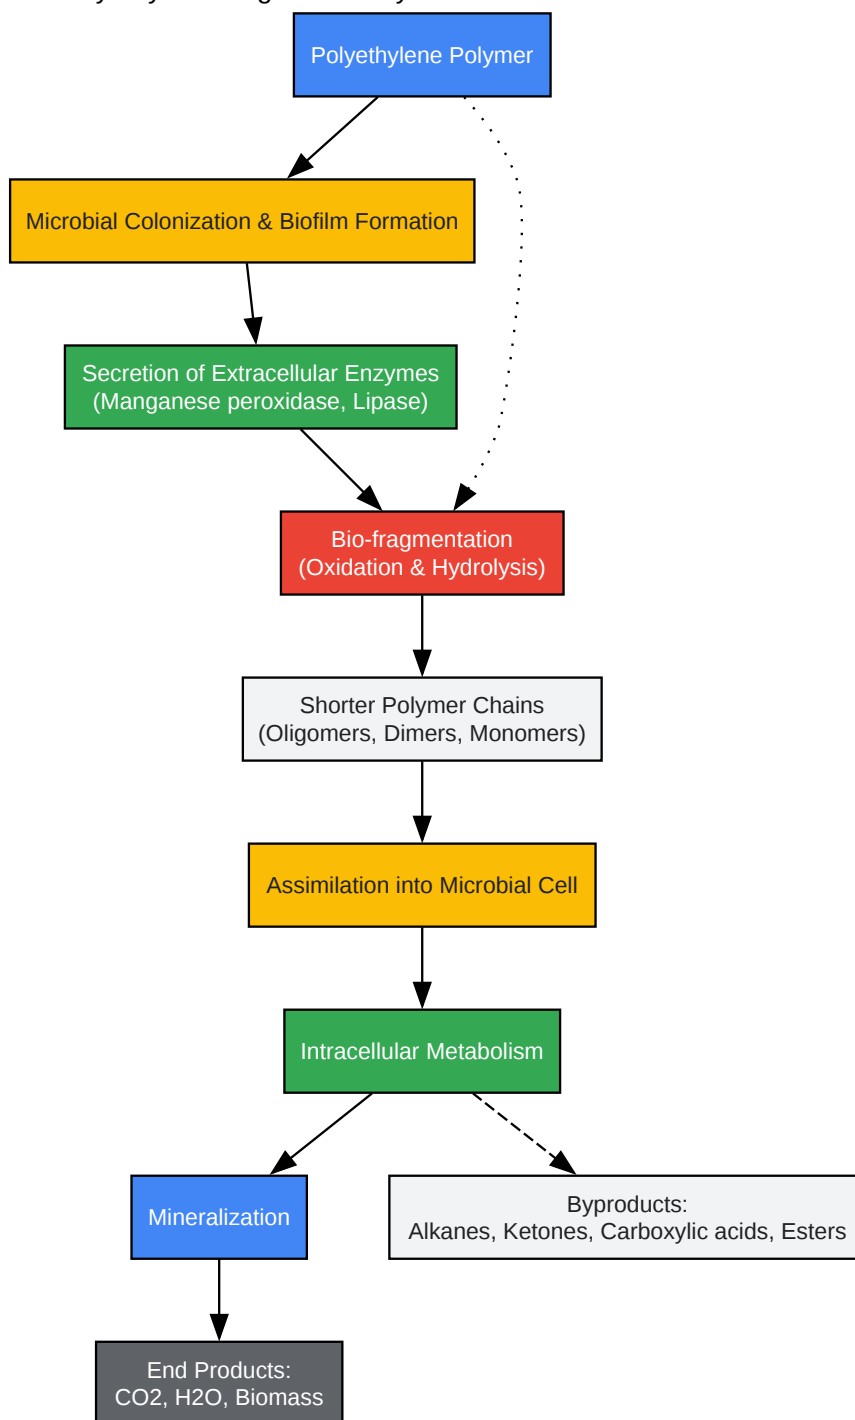 Polyethylene Polymer
Microbial Colonization & Biofilm Formation
Secretion of Extracellular Enzymes
(Manganese peroxidase, Lipase)
Bio-fragmentation
(Oxidation & Hydrolysis)
Shorter Polymer Chains
(Oligomers, Dimers, Monomers)
Assimilation into Microbial Cell
Intracellular Metabolism
Mineralization
Byproducts:
Alkanes, Ketones, Carboxylic acids, Esters
End Products:
CO2, H2O, Biomass